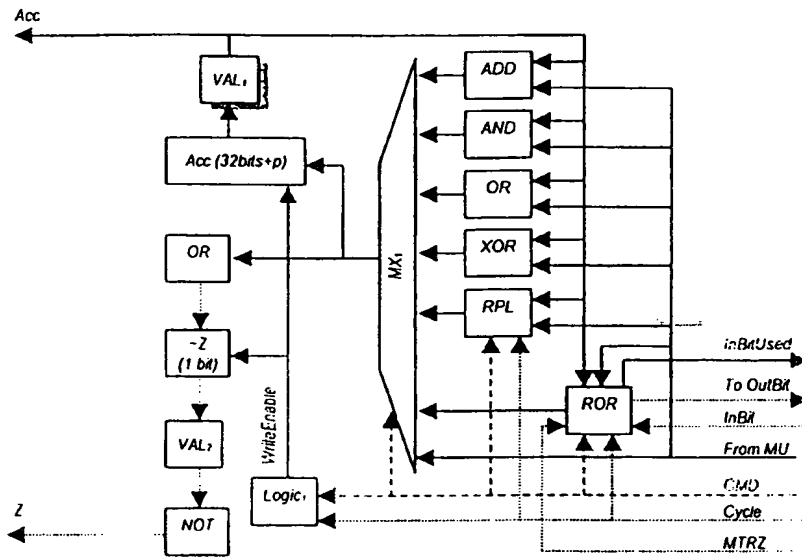 Acc
VAL₁
ADD
Acc (32bits+p)
AND
OR
OR
XOR
MX₁
~Z
(1 bit)
RPL
WriteEnable
VAL₂
ROR
InBitUsed
To OutBit
InBit
From MU
Logic₁
CMD
Cycle
Z
NOT
MTRZ